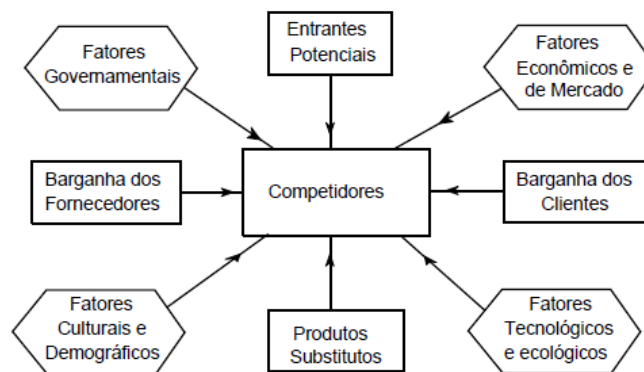 Fatores
Governamentais
Entrantes
Potenciais
Fatores
Econômicos e
de Mercado
Barganha dos
Fornecedores
Competidores
Barganha dos
Clientes
Fatores
Culturais e
Demográficos
Produtos
Substitutos
Fatores
Tecnológicos
e ecológicos